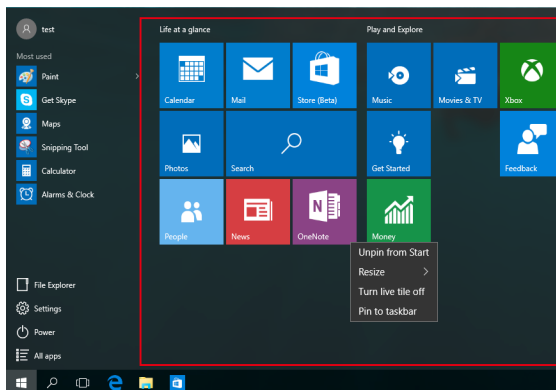 test
Most used
Paint
Get Skype
Maps
Snipping Tool
Calculator
Alarms & Clock
File Explorer
Settings
Power
All apps
Life at a glance
Calendar
Mail
Store (Beta)
Photos
Search
People
News
OneNote
Play and Explore
Music
Movies & TV
Xbox
Get Started
Feedback
Money
Unpin from Start
Resize
Turn live tile off
Pin to taskbar